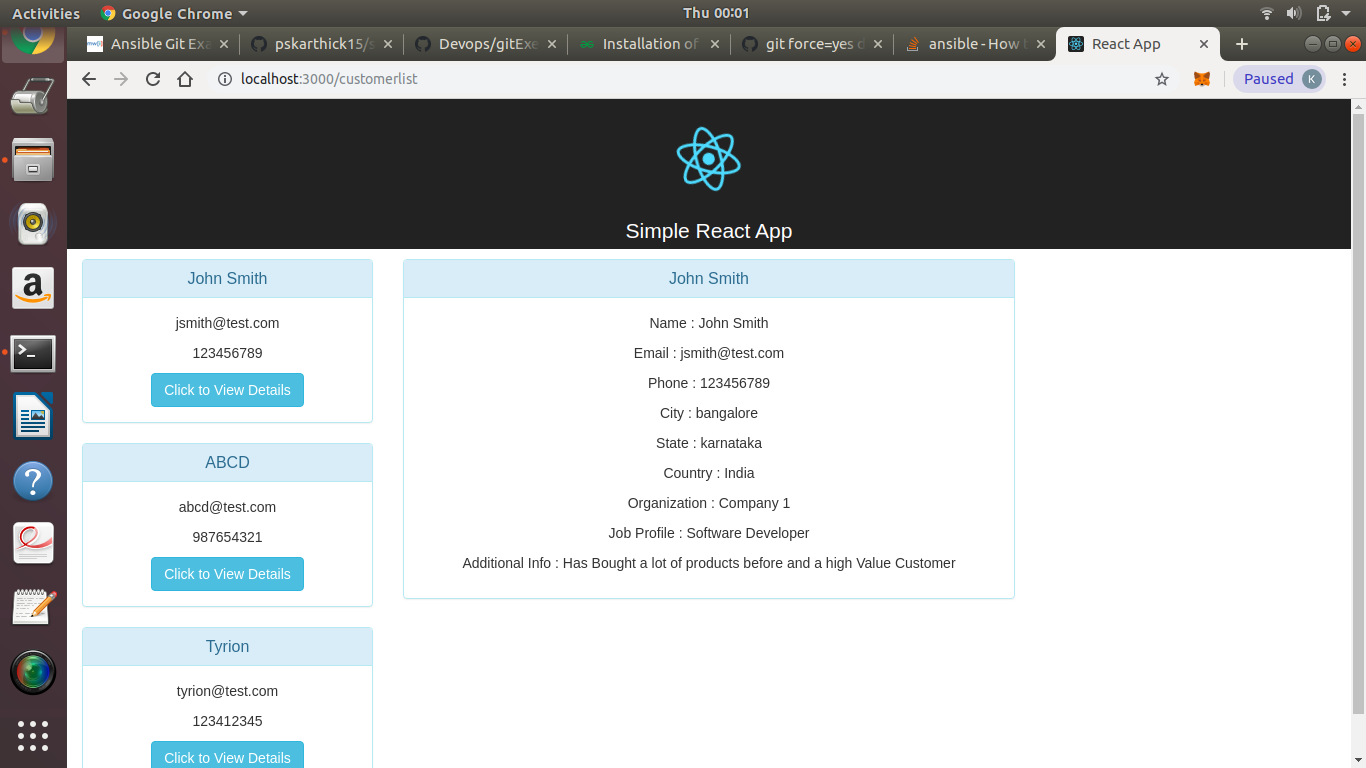 Activities Google Chrome Thu 00:01
Ansible Git Exa pskarthick15/s Devops/gitExe Installation of git force=yes d ansible - How t React App
localhost:3000/customerlist Paused K
Simple React App
John Smith
jsmith@test.com
123456789
Click to View Details
ABCD
abcd@test.com
987654321
Click to View Details
Tyrion
tyrion@test.com
123412345
Click to View Details
John Smith
Name : John Smith
Email : jsmith@test.com
Phone : 123456789
City : bangalore
State : karnataka
Country : India
Organization : Company 1
Job Profile : Software Developer
Additional Info : Has Bought a lot of products before and a high Value Customer